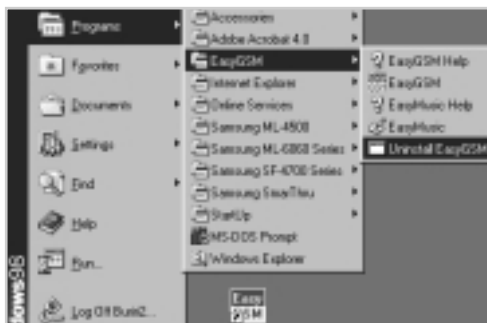 Programs
Favorites
Documents
Settings
Find
Help
Run...
Log Off Burin2...
dows98
Accessories
Adobe Acrobat 4.0
EasyGSM
Internet Explorer
Online Services
Samsung ML-4500
Samsung ML-6060 Series
Samsung SF-4700 Series
Samsung SmarThru
StartUp
MS-DOS Prompt
Windows Explorer
EasyGSM Help
EasyGSM
EasyMusic Help
EasyMusic
Uninstall EasyGSM
Easy
GSM